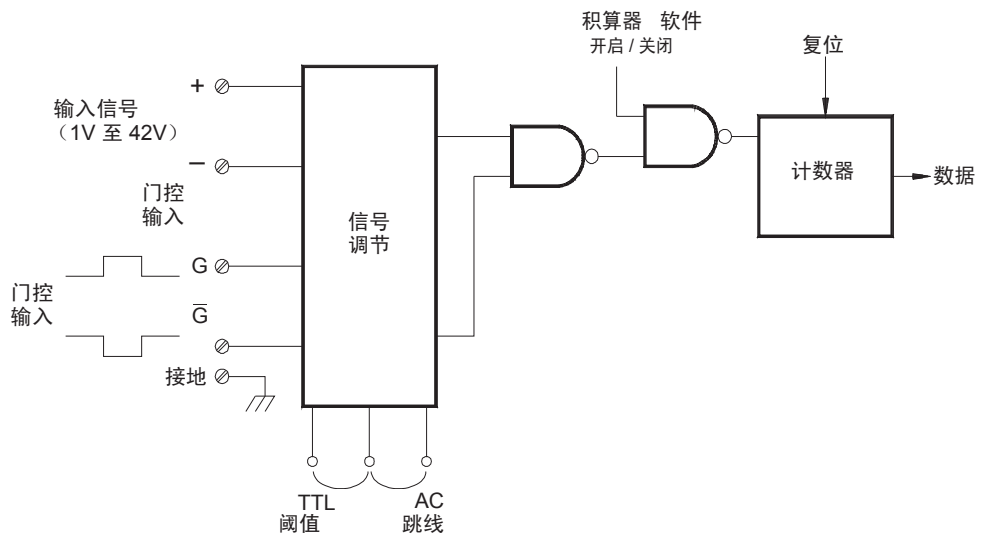 积算器 软件
开启 / 关闭
复位
+
输入信号
（1V 至 42V）
−
门控
输入
信号
调节
计数器
数据
G
门控
输入
G̅
接地
TTL
阈值
AC
跳线